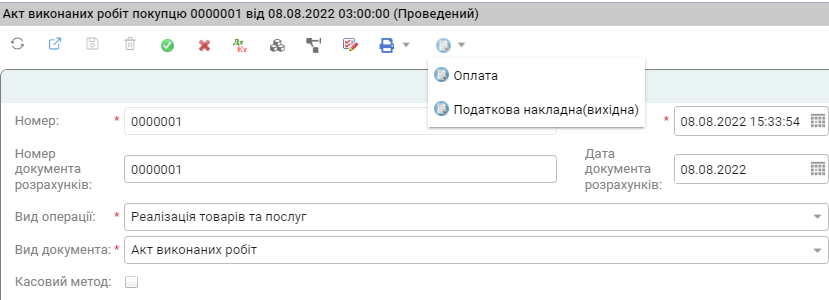 Акт виконаних робіт покупцю 0000001 від 08.08.2022 03:00:00 (Проведений)
Дт
Кт
Оплата
Податкова накладна(вихідна)
Номер: * 0000001 * 08.08.2022 15:33:54
Номер
документа
розрахунків:
0000001
Дата
документа
розрахунків:
08.08.2022
Вид операції: * Реалізація товарів та послуг
Вид документа: * Акт виконаних робіт
Касовий метод: